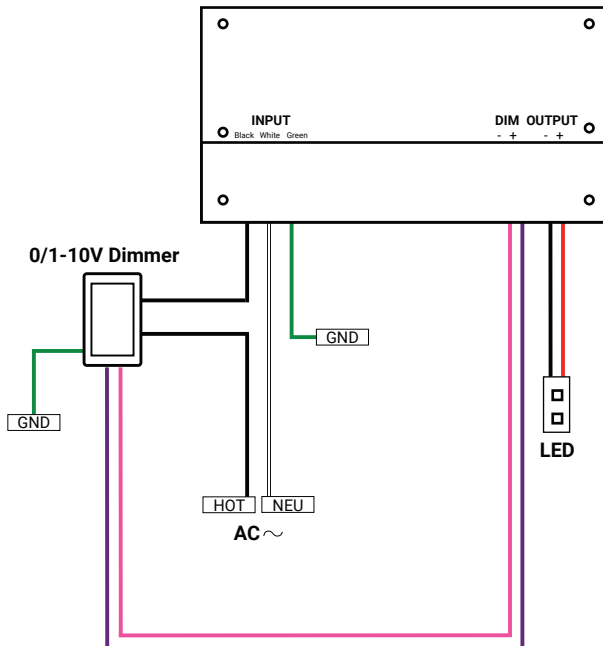 INPUT
Black White Green
DIM OUTPUT
- + - +
0/1-10V Dimmer
GND
GND
LED
HOT NEU
AC